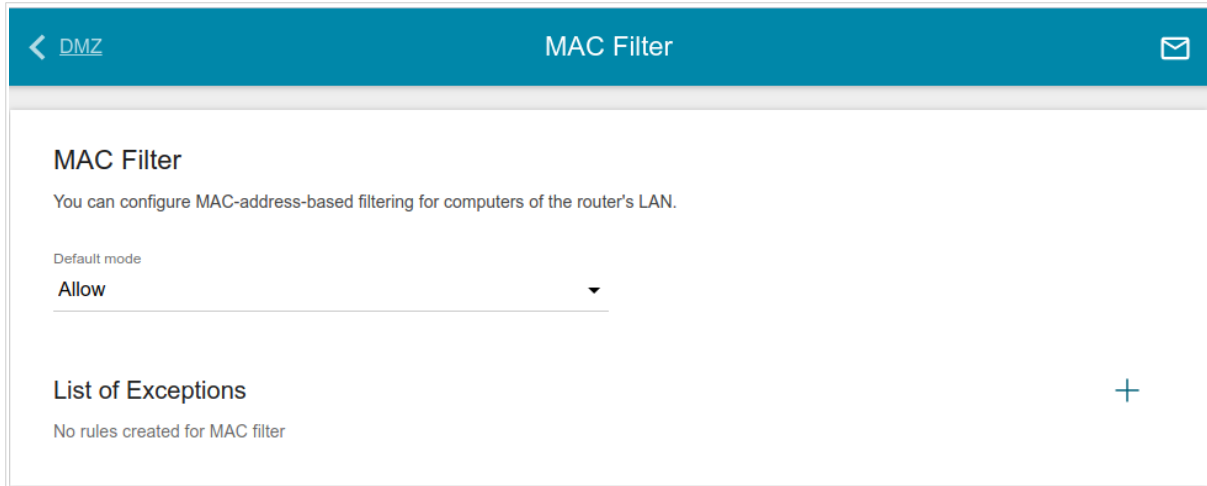 DMZ
MAC Filter
MAC Filter
You can configure MAC-address-based filtering for computers of the router's LAN.
Default mode
Allow
List of Exceptions
No rules created for MAC filter